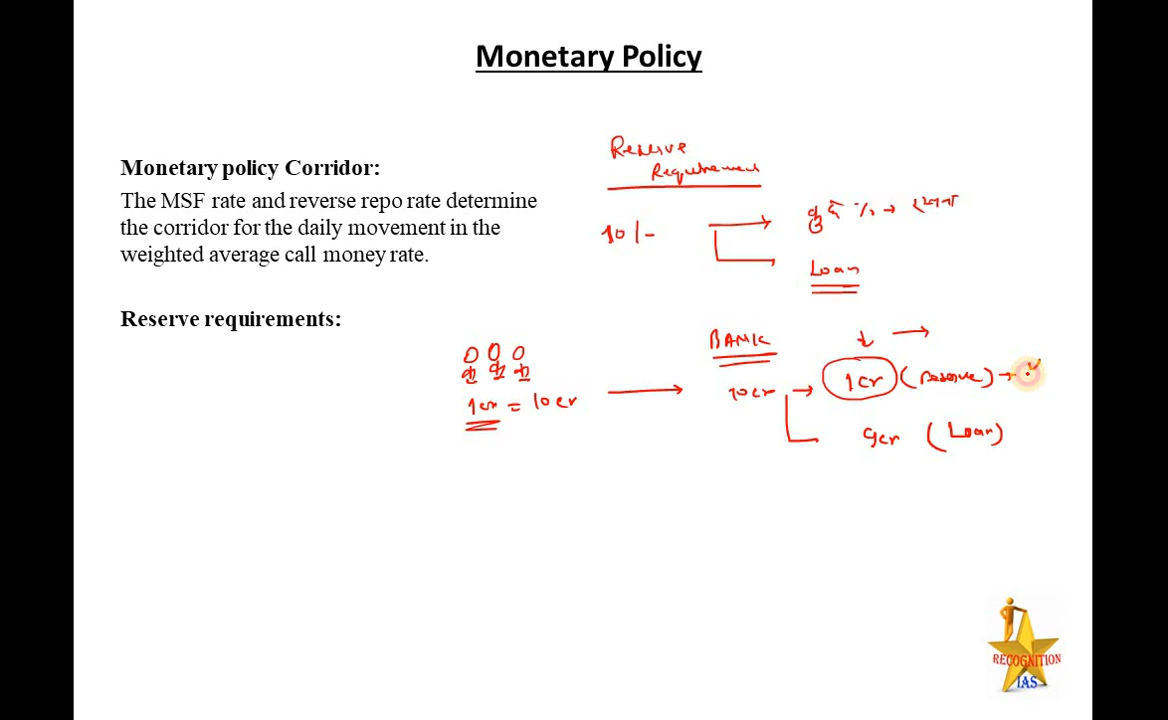 Monetary Policy
Monetary policy Corridor:
The MSF rate and reverse repo rate determine
the corridor for the daily movement in the
weighted average call money rate.
Reserve requirements:
Reserve
Requirement
10/-
कुछ % →
Loan
BANK
1cr = 10cr
10cr → 1cr (Reserve) →
9cr (Loan)
RECOGNITION
IAS